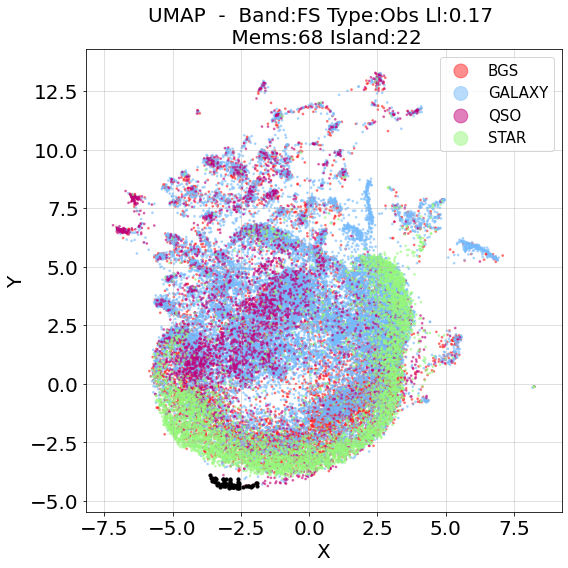 UMAP  -  Band:FS Type:Obs Ll:0.17
Mems:68 Island:22
BGS
GALAXY
QSO
STAR
12.5
10.0
7.5
5.0
2.5
0.0
−2.5
−5.0
Y
−7.5 −5.0 −2.5 0.0 2.5 5.0 7.5
X